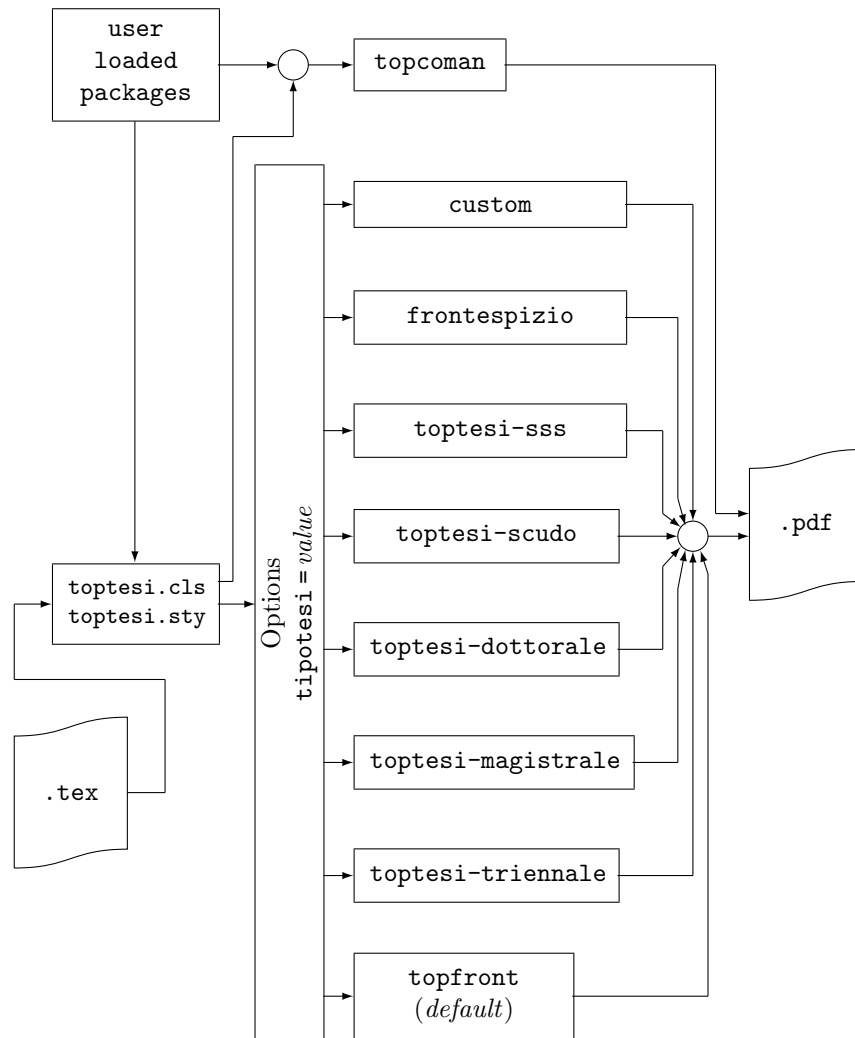 user
loaded
packages
topcoman
custom
frontespizio
toptesi-sss
toptesi-scudo
.pdf
toptesi.cls
toptesi.sty
Options
tipotesi = value
toptesi-dottorale
toptesi-magistrale
.tex
toptesi-triennale
topfront
(default)